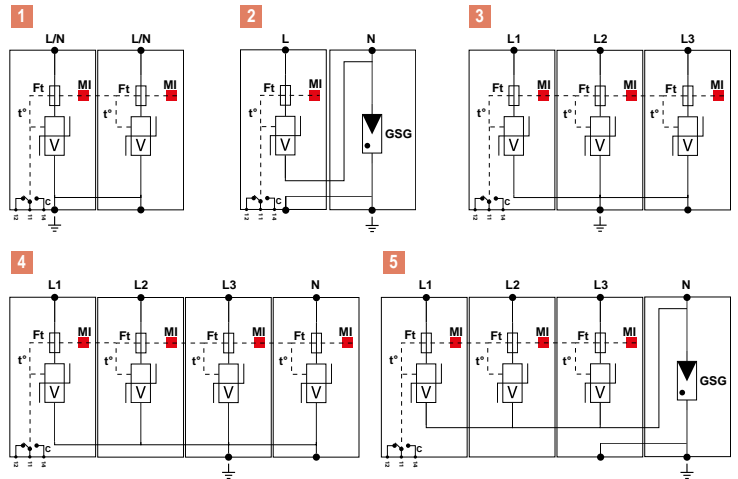 1
L/N L/N
Ft MI Ft MI
t° t°
V V
C
12 11 14
2
L N
Ft MI
t°
V
GSG
C
12 11 14
3
L1 L2 L3
Ft MI Ft MI Ft MI
t° t° t°
V V V
C
12 11 14
4
L1 L2 L3 N
Ft MI Ft MI Ft MI Ft MI
t° t° t° t°
V V V V
C
12 11 14
5
L1 L2 L3 N
Ft MI Ft MI Ft MI
t° t° t°
V V V
GSG
C
12 11 14